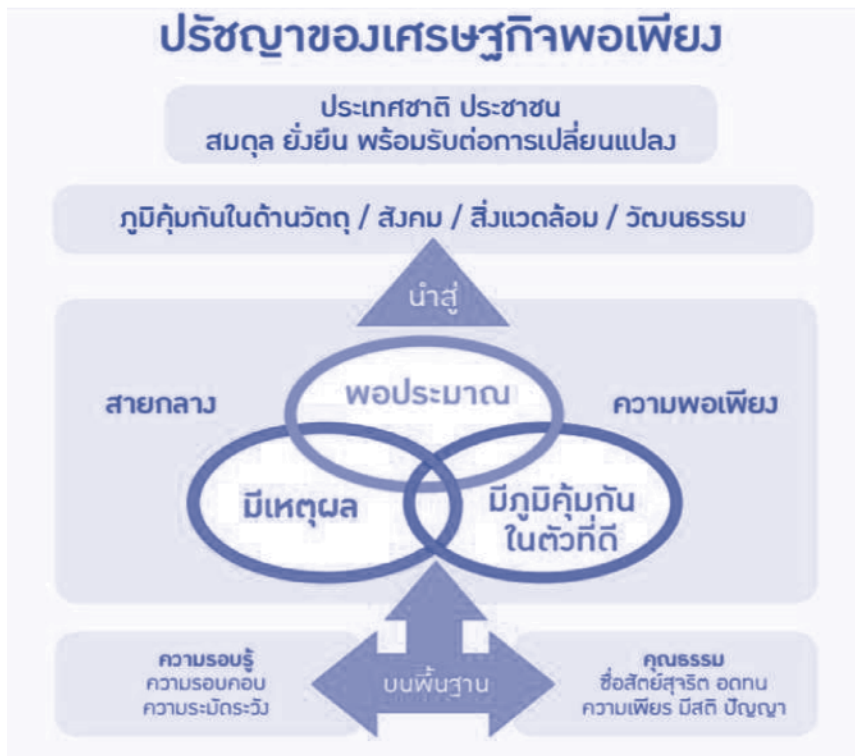 ปรัชญาของเศรษฐกิจพอเพียง
ประเทศชาติ ประชาชน
สมดุล ยั่งยืน พร้อมรับต่อการเปลี่ยนแปลง
ภูมิคุ้มกันในด้านวัตถุ / สังคม / สิ่งแวดล้อม / วัฒนธรรม
นำสู่
พอประมาณ
สายกลาง
ความพอเพียง
มีเหตุผล
มีภูมิคุ้มกัน
ในตัวที่ดี
ความรอบรู้
ความรอบคอบ
ความระมัดระวัง
บนพื้นฐาน
คุณธรรม
ซื่อสัตย์สุจริต อดทน
ความเพียร มีสติ ปัญญา